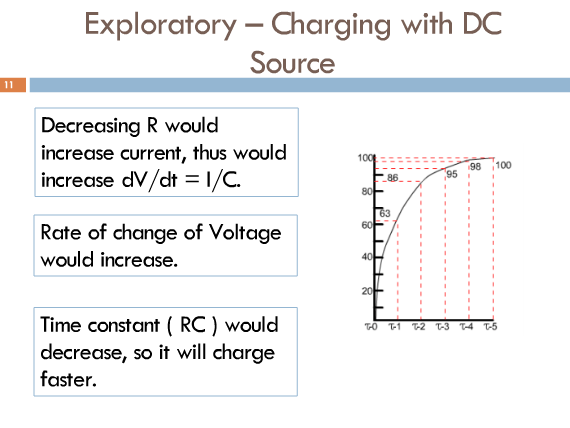 Exploratory – Charging with DC
Source
11
Decreasing R would
increase current, thus would
increase dV/dt = I/C.
Rate of change of Voltage
would increase.
Time constant ( RC ) would
decrease, so it will charge
faster.
100
98
100
95
86
80
63
60
40
20
τ-0 τ-1 τ-2 τ-3 τ-4 τ-5